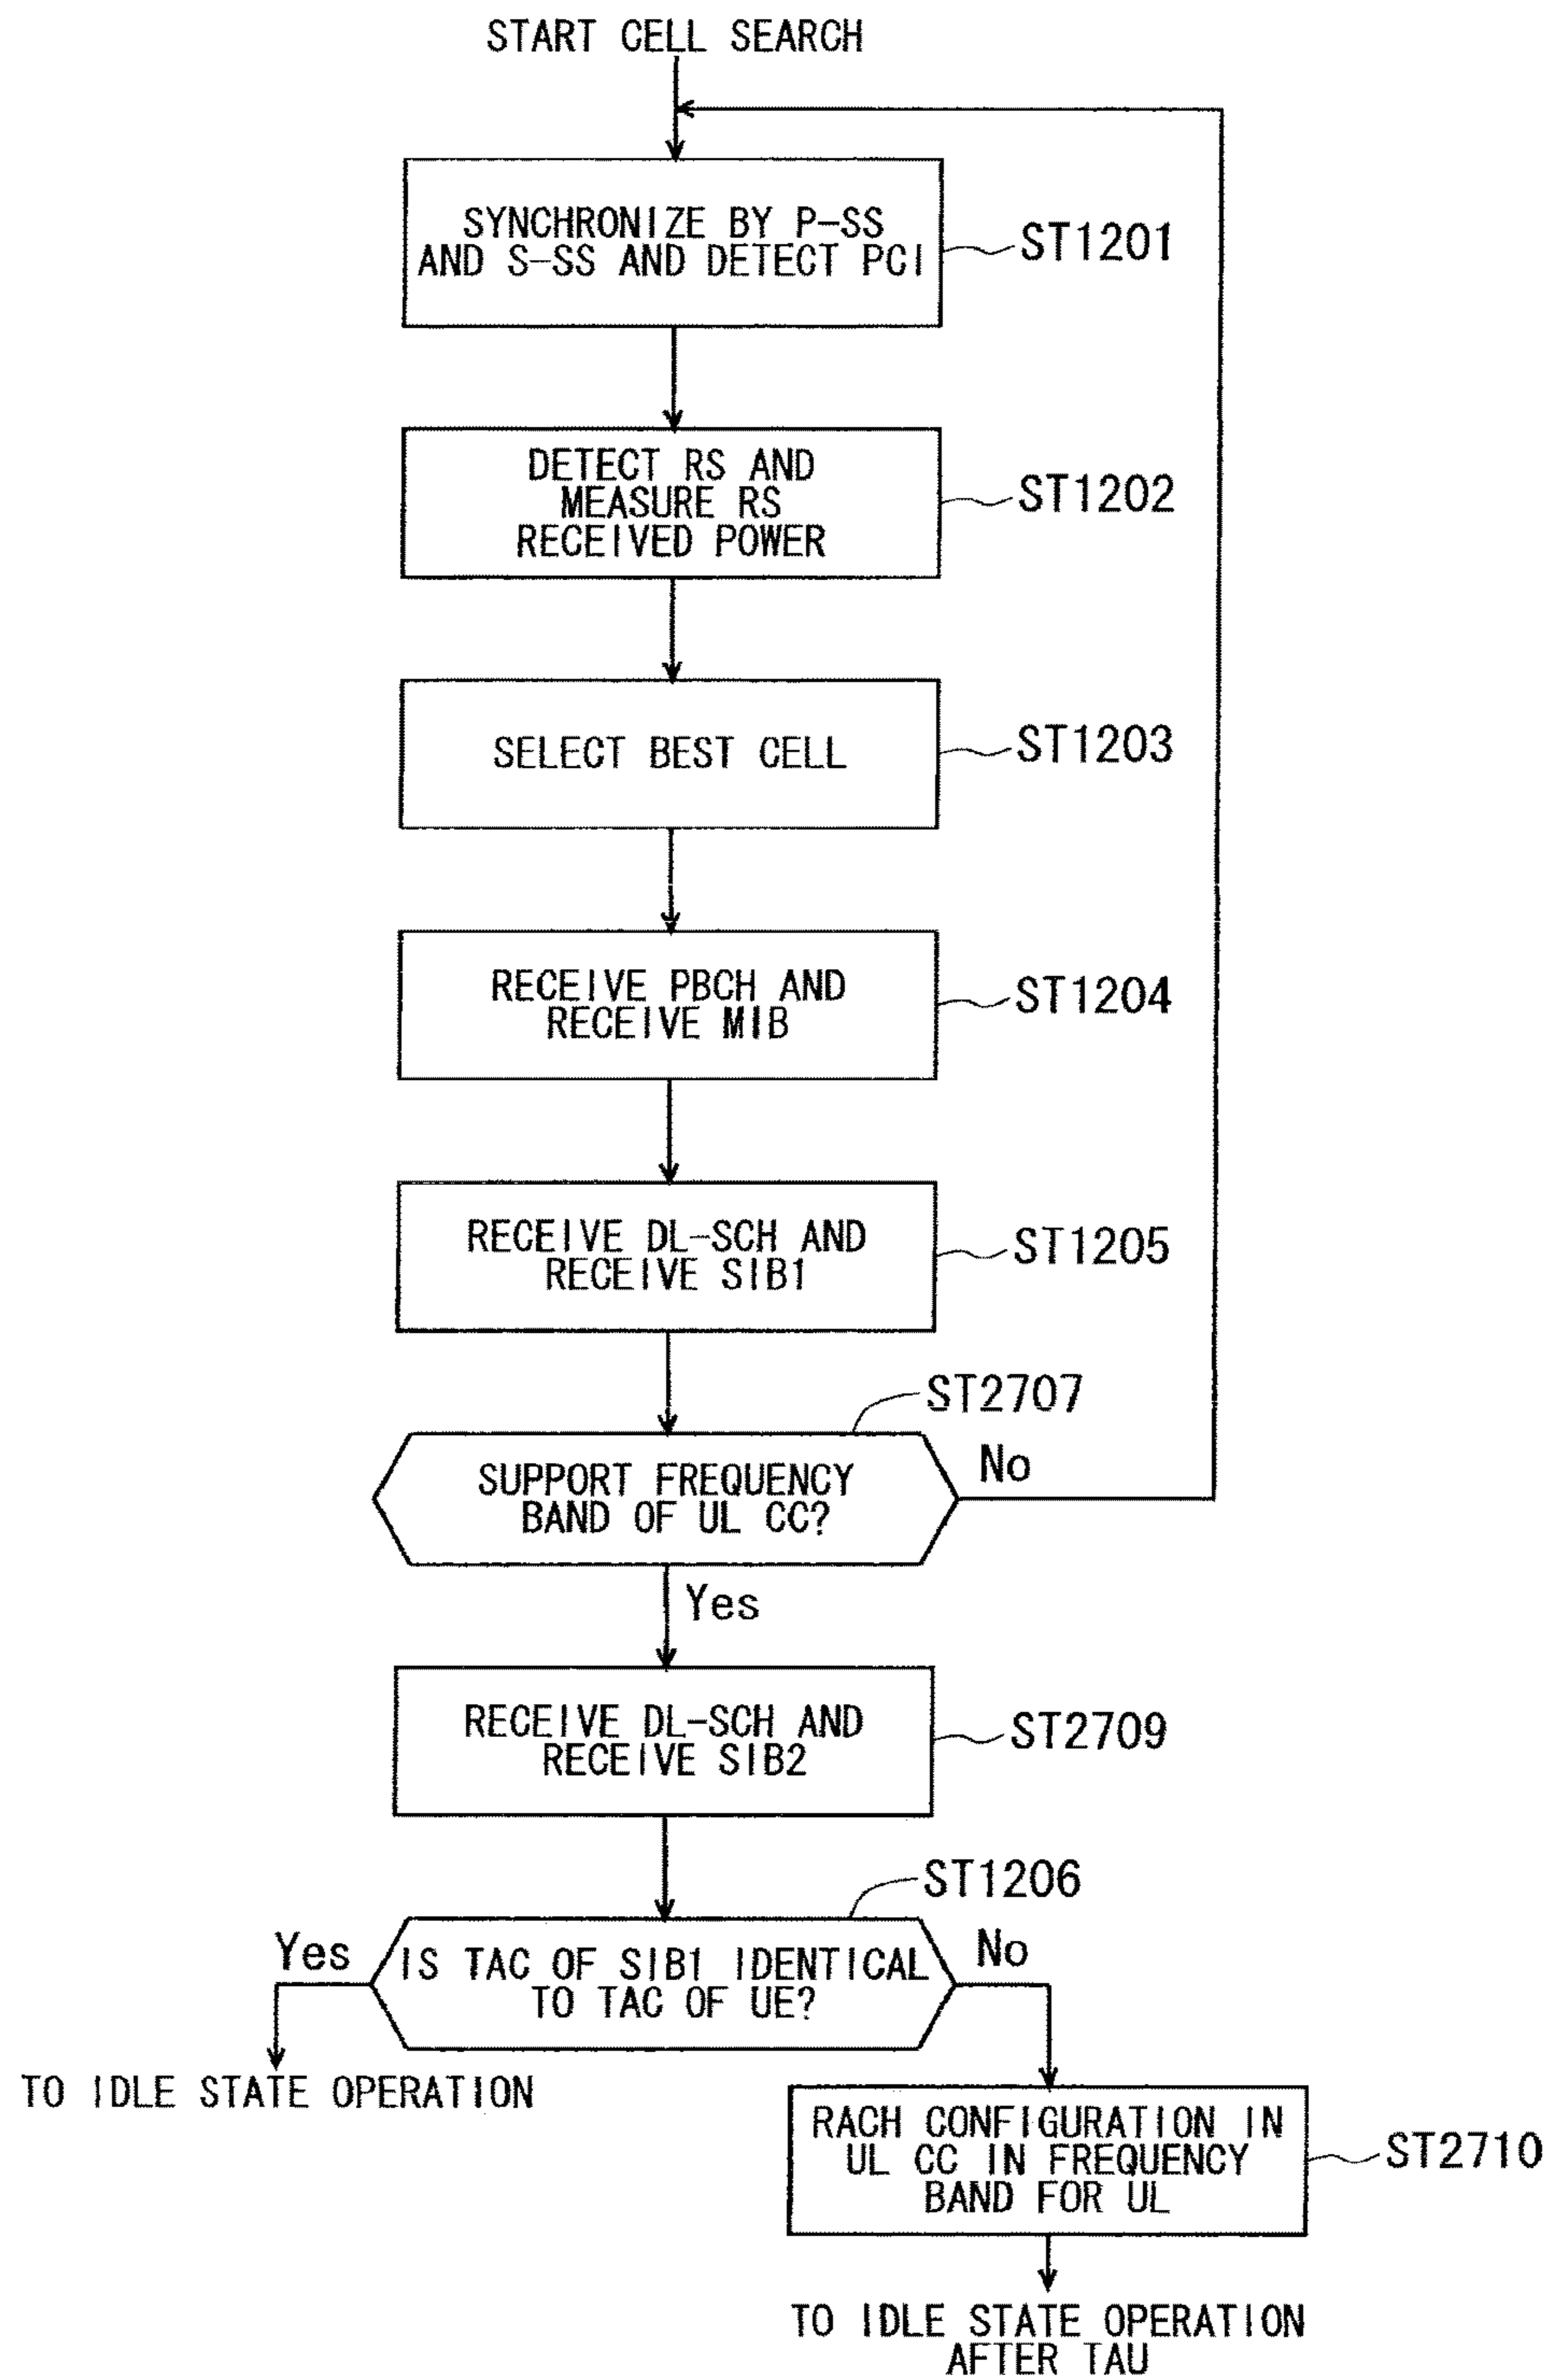 START CELL SEARCH
SYNCHRONIZE BY P-SS
AND S-SS AND DETECT PCI
ST1201
DETECT RS AND
MEASURE RS
RECEIVED POWER
ST1202
SELECT BEST CELL
ST1203
RECEIVE PBCH AND
RECEIVE MIB
ST1204
RECEIVE DL-SCH AND
RECEIVE SIB1
ST1205
ST2707
SUPPORT FREQUENCY
BAND OF UL CC?
No
Yes
RECEIVE DL-SCH AND
RECEIVE SIB2
ST2709
ST1206
Yes
IS TAC OF SIB1 IDENTICAL
TO TAC OF UE?
No
TO IDLE STATE OPERATION
RACH CONFIGURATION IN
UL CC IN FREQUENCY
BAND FOR UL
ST2710
TO IDLE STATE OPERATION
AFTER TAU